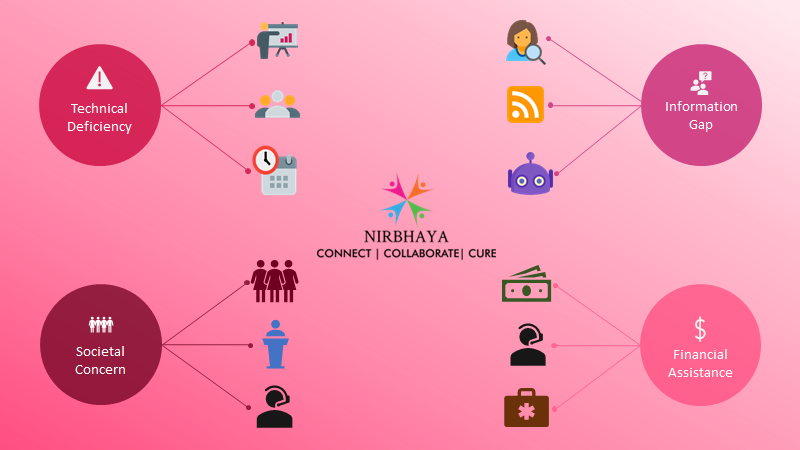 Technical
Deficiency
Information
Gap
NIRBHAYA
CONNECT | COLLABORATE| CURE
Societal
Concern
$
Financial
Assistance